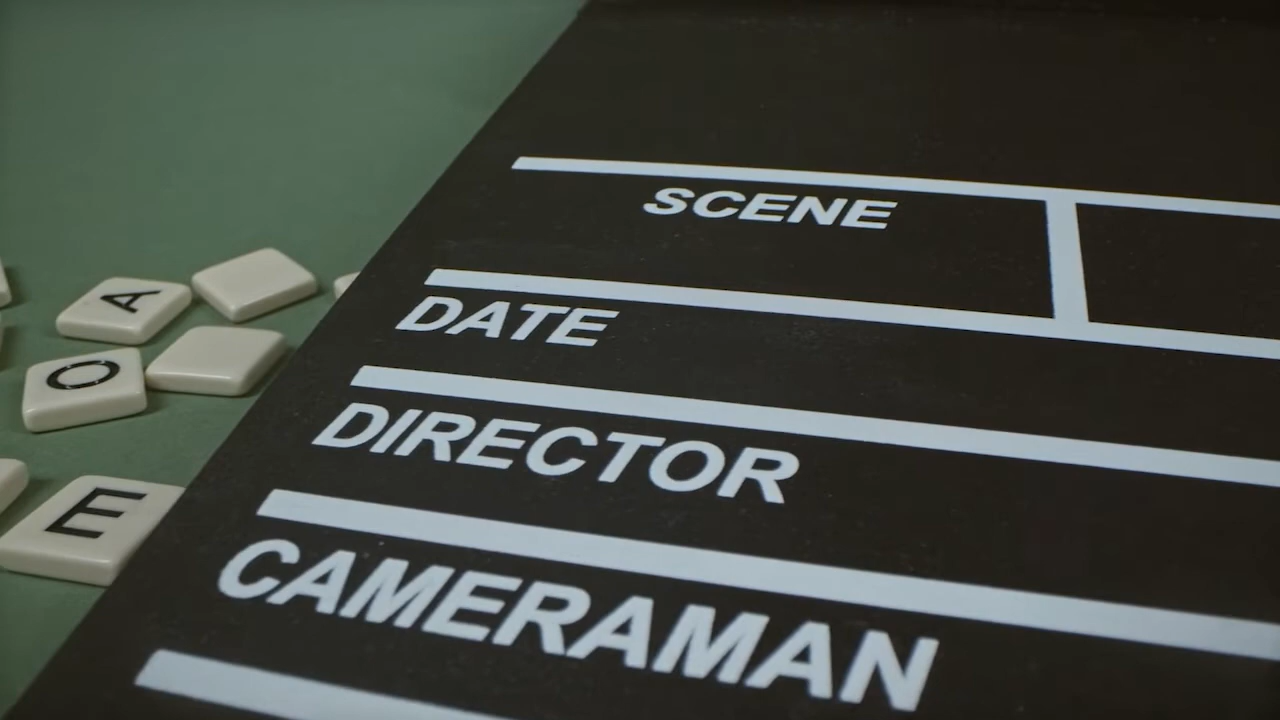 SCENE
DATE
DIRECTOR
CAMERAMAN
A
O
E